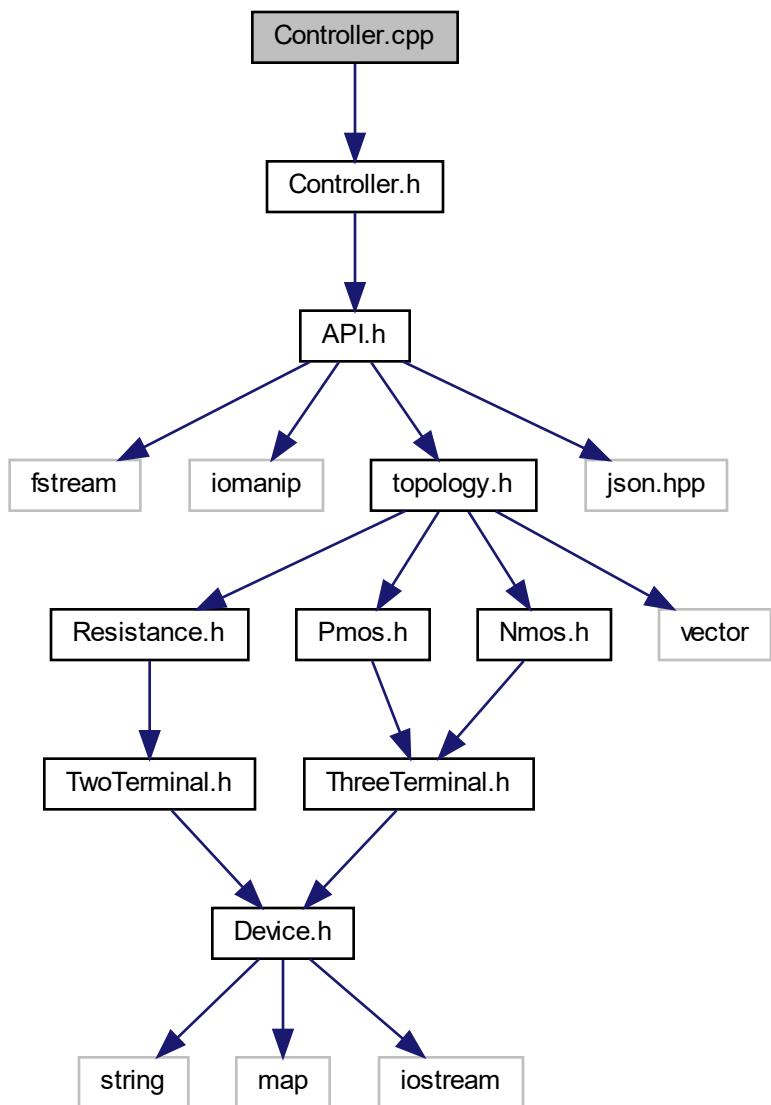 Controller.cpp
Controller.h
API.h
fstream
iomanip
topology.h
json.hpp
Resistance.h
Pmos.h
Nmos.h
vector
TwoTerminal.h
ThreeTerminal.h
Device.h
string
map
iostream